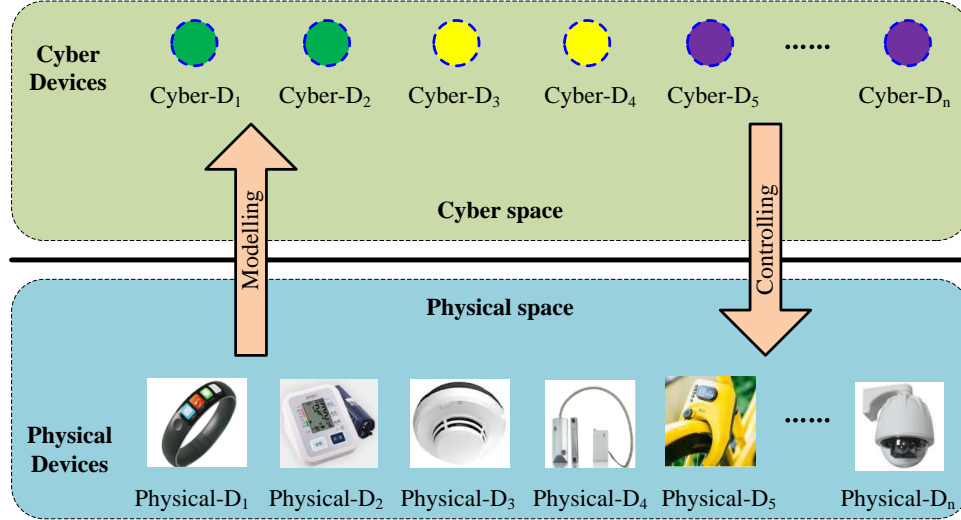 Cyber
Devices
Cyber-D₁ Cyber-D₂ Cyber-D₃ Cyber-D₄ Cyber-D₅ ...... Cyber-Dₙ
Modelling
Controlling
Cyber space
Physical space
Physical
Devices
......
Physical-D₁ Physical-D₂ Physical-D₃ Physical-D₄ Physical-D₅ Physical-Dₙ